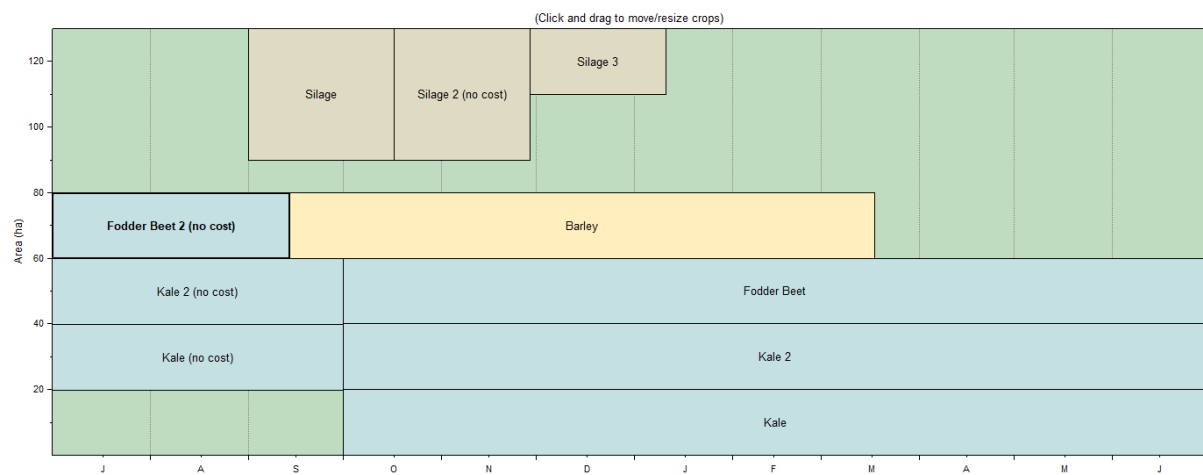 (Click and drag to move/resize crops)
120
Silage 3
Silage
Silage 2 (no cost)
100
80
Fodder Beet 2 (no cost)
Barley
Area (ha)
60
Kale 2 (no cost)
Fodder Beet
40
Kale (no cost)
Kale 2
20
Kale
J A S O N D J F M A M J